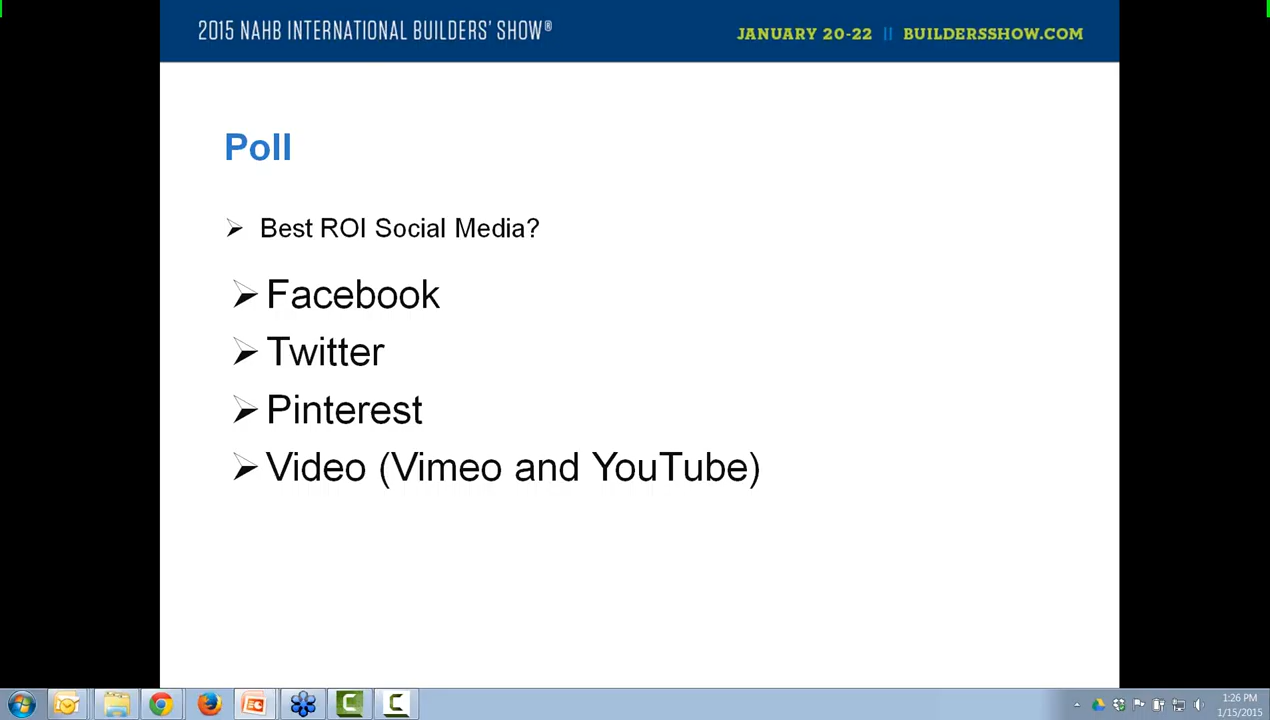 2015 NAHB INTERNATIONAL BUILDERS' SHOW®
JANUARY 20-22 || BUILDERSSHOW.COM
Poll
Best ROI Social Media?
Facebook
Twitter
Pinterest
Video (Vimeo and YouTube)
1:26 PM
1/15/2015